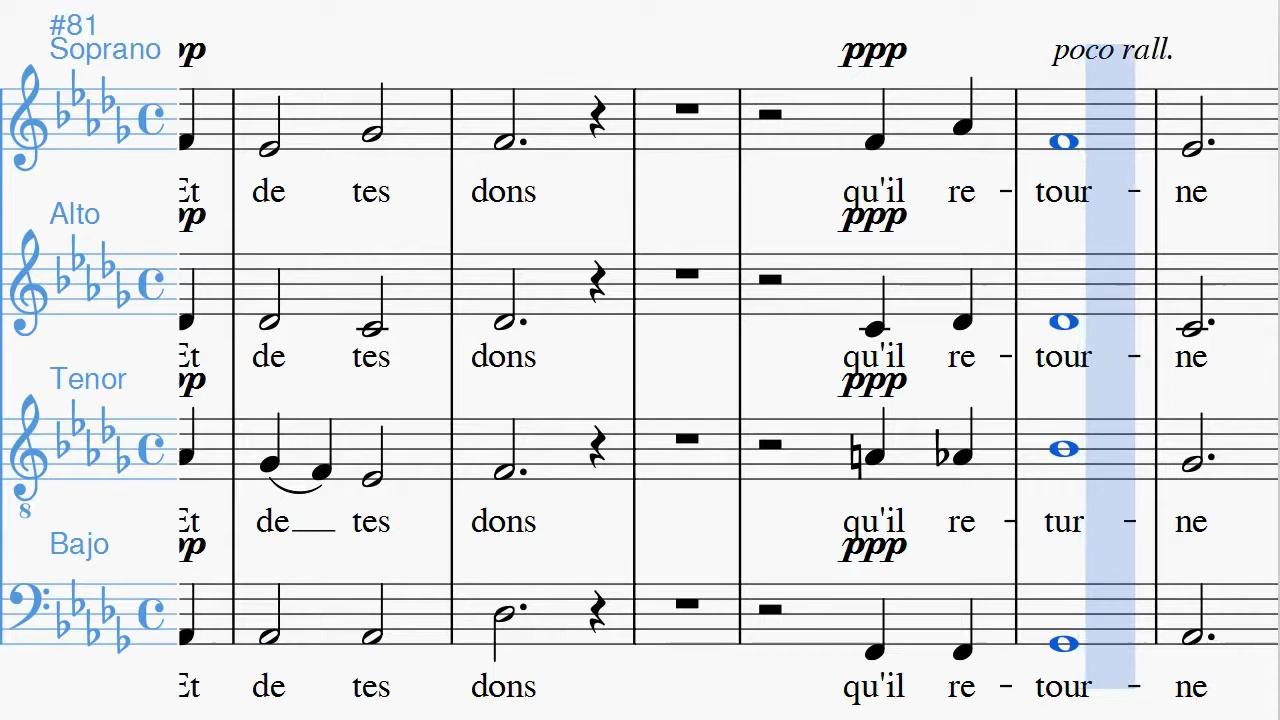 #81
Soprano pp ppp poco rall.
Et de tes dons qu'il re - tour - ne
Alto pp ppp
Et de tes dons qu'il re - tour - ne
Tenor pp ppp
8
Et de__ tes dons qu'il re - tur - ne
Bajo pp ppp
Et de tes dons qu'il re - tour - ne